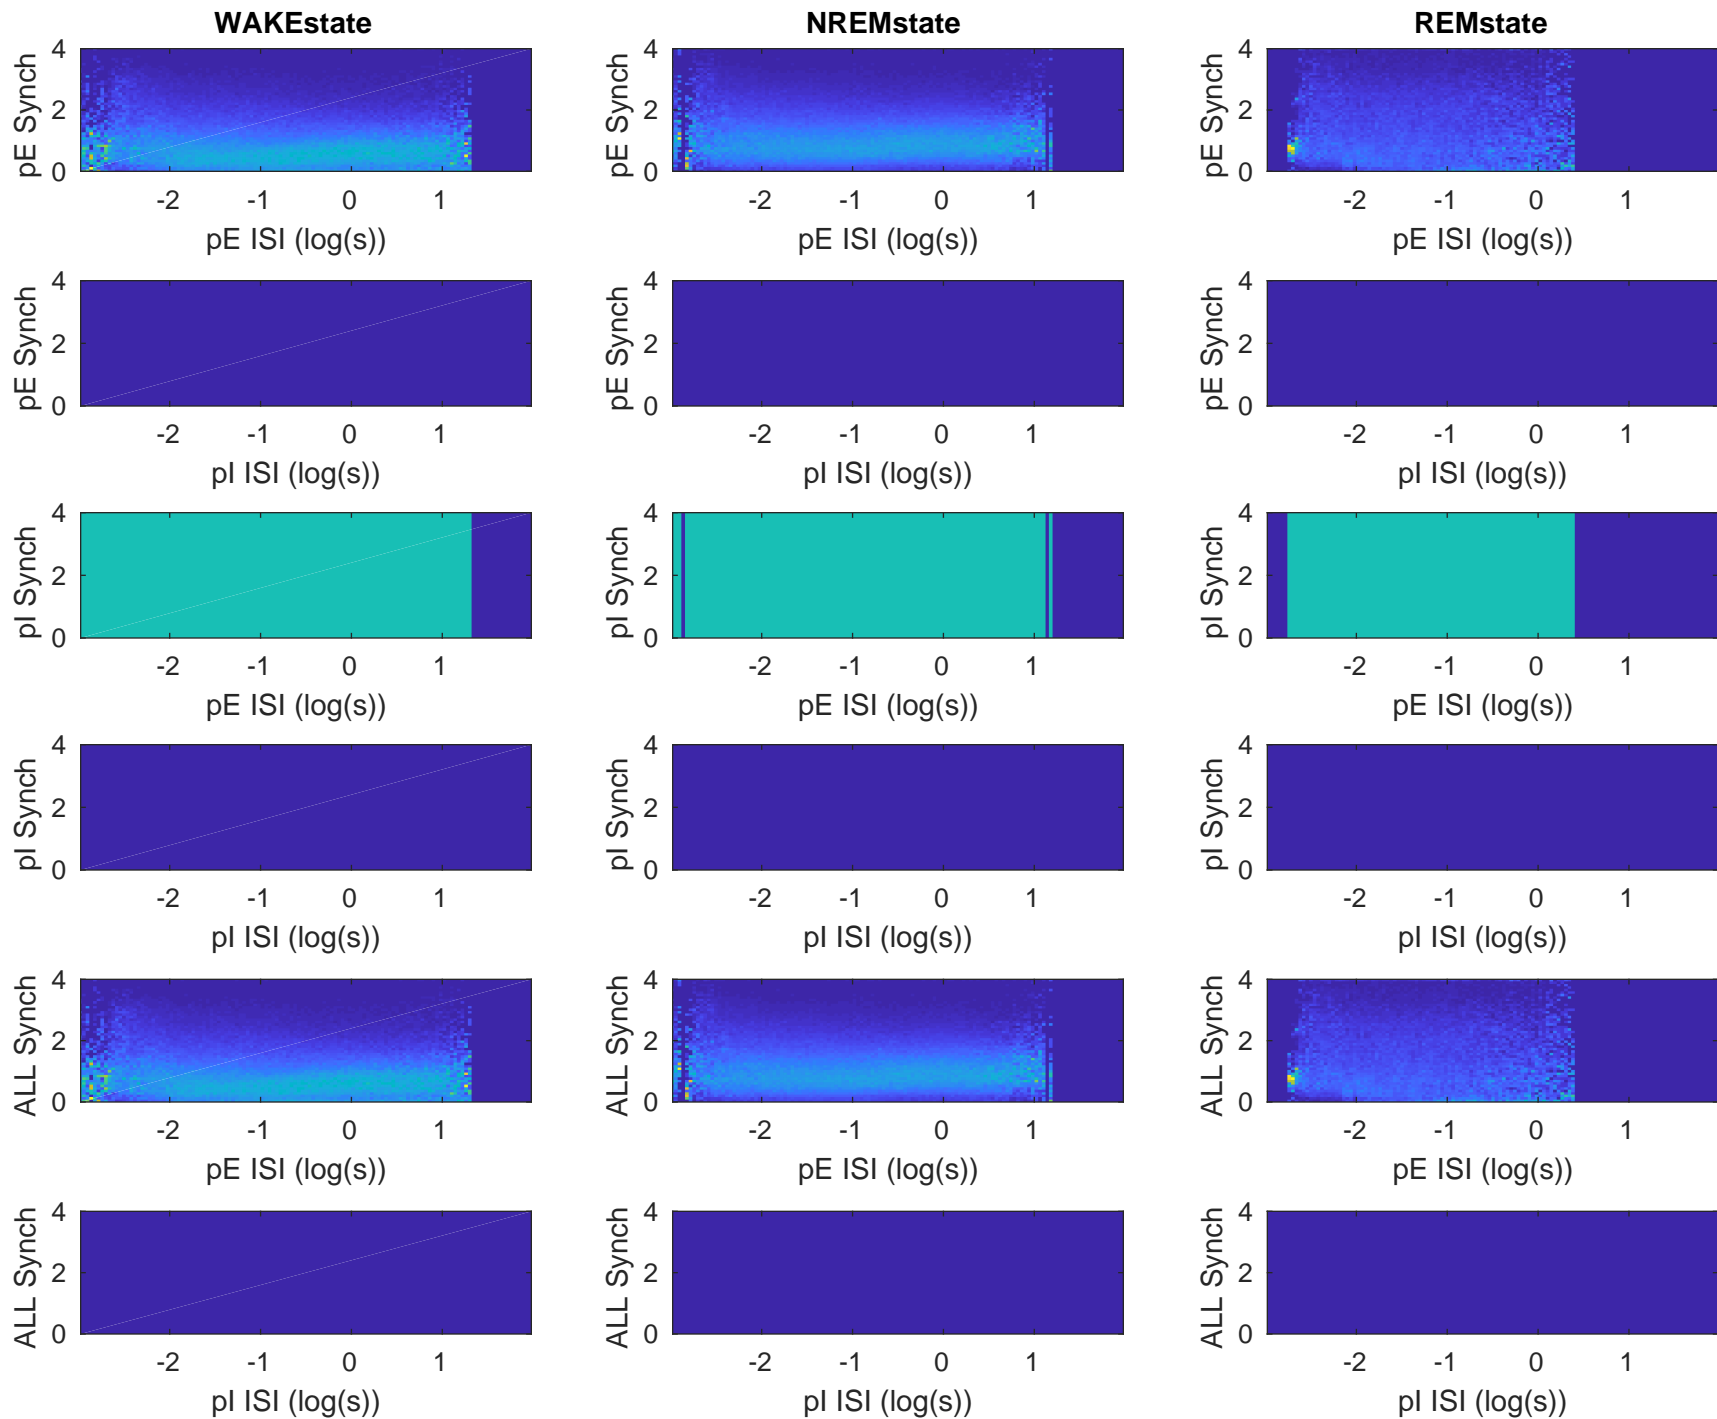 WAKEstate NREMstate REMstate
4 4 4
pE Synch pE Synch pE Synch
2 2 2
0 0 0
-2 -1 0 1 -2 -1 0 1 -2 -1 0 1
pE ISI (log(s)) pE ISI (log(s)) pE ISI (log(s))
4 4 4
pE Synch pE Synch pE Synch
2 2 2
0 0 0
-2 -1 0 1 -2 -1 0 1 -2 -1 0 1
pI ISI (log(s)) pI ISI (log(s)) pI ISI (log(s))
4 4 4
pI Synch pI Synch pI Synch
2 2 2
0 0 0
-2 -1 0 1 -2 -1 0 1 -2 -1 0 1
pE ISI (log(s)) pE ISI (log(s)) pE ISI (log(s))
4 4 4
pI Synch pI Synch pI Synch
2 2 2
0 0 0
-2 -1 0 1 -2 -1 0 1 -2 -1 0 1
pI ISI (log(s)) pI ISI (log(s)) pI ISI (log(s))
4 4 4
ALL Synch ALL Synch ALL Synch
2 2 2
0 0 0
-2 -1 0 1 -2 -1 0 1 -2 -1 0 1
pE ISI (log(s)) pE ISI (log(s)) pE ISI (log(s))
4 4 4
ALL Synch ALL Synch ALL Synch
2 2 2
0 0 0
-2 -1 0 1 -2 -1 0 1 -2 -1 0 1
pI ISI (log(s)) pI ISI (log(s)) pI ISI (log(s))